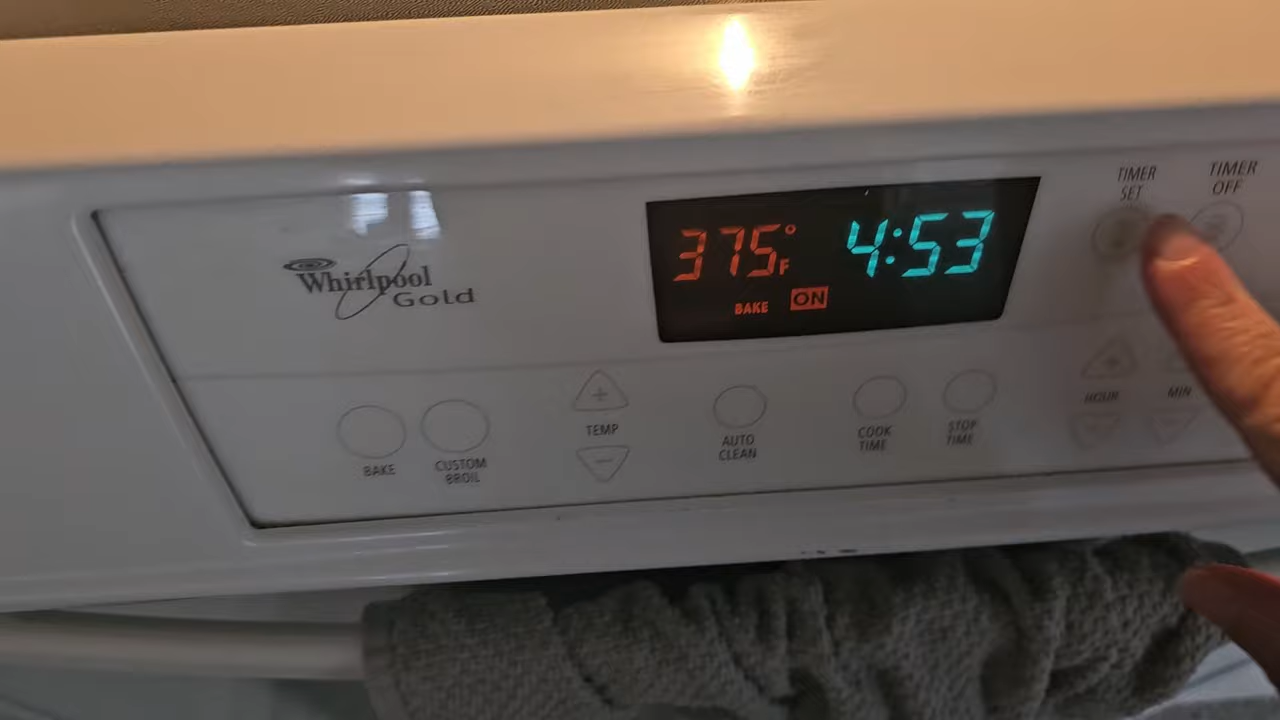 TIMER SET
TIMER OFF
375°F
4:53
BAKE ON
Whirlpool
Gold
BAKE
CUSTOM BROIL
TEMP
AUTO CLEAN
COOK TIME
STOP TIME
HOUR
MIN